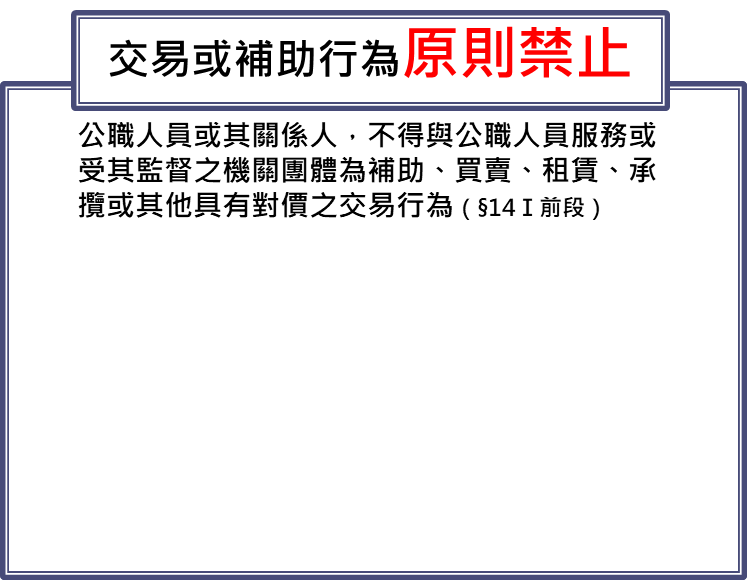 交易或補助行為原則禁止
公職人員或其關係人，不得與公職人員服務或
受其監督之機關團體為補助、買賣、租賃、承
攬或其他具有對價之交易行為（§14Ⅰ前段）